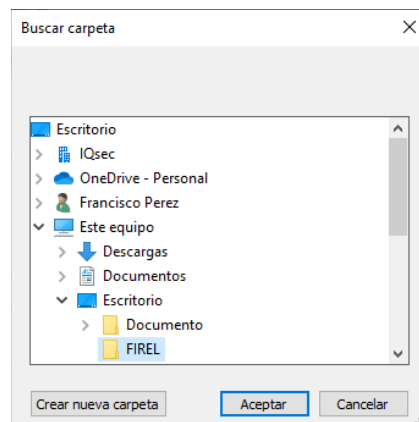 Buscar carpeta
Escritorio
IQsec
OneDrive - Personal
Francisco Perez
Este equipo
Descargas
Documentos
Escritorio
Documento
FIREL
Crear nueva carpeta Aceptar Cancelar